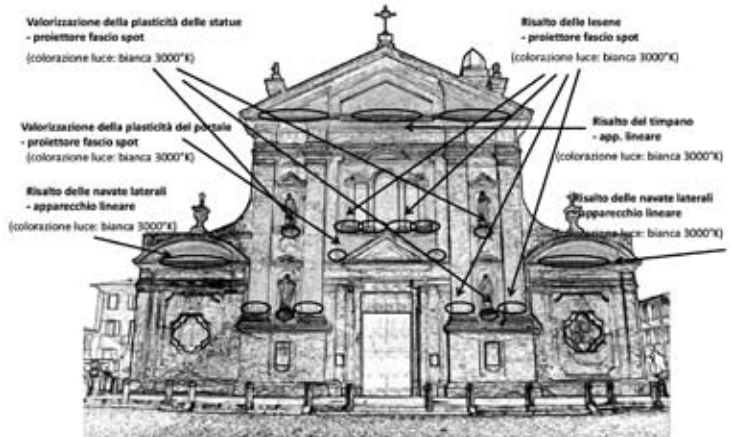 Valorizzazione della plasticità delle statue
- proiettore fascio spot
(colorazione luce: bianca 3000°K)
Risalto delle lesene
- proiettore fascio spot
(colorazione luce: bianca 3000°K)
Valorizzazione della plasticità del portale
- proiettore fascio spot
(colorazione luce: bianca 3000°K)
Risalto del timpano
- app. lineare
(colorazione luce: bianca 3000°K)
Risalto delle navate laterali
- apparecchio lineare
(colorazione luce: bianca 3000°K)
Risalto delle navate laterali
apparecchio lineare
(colorazione luce: bianca 3000°K)